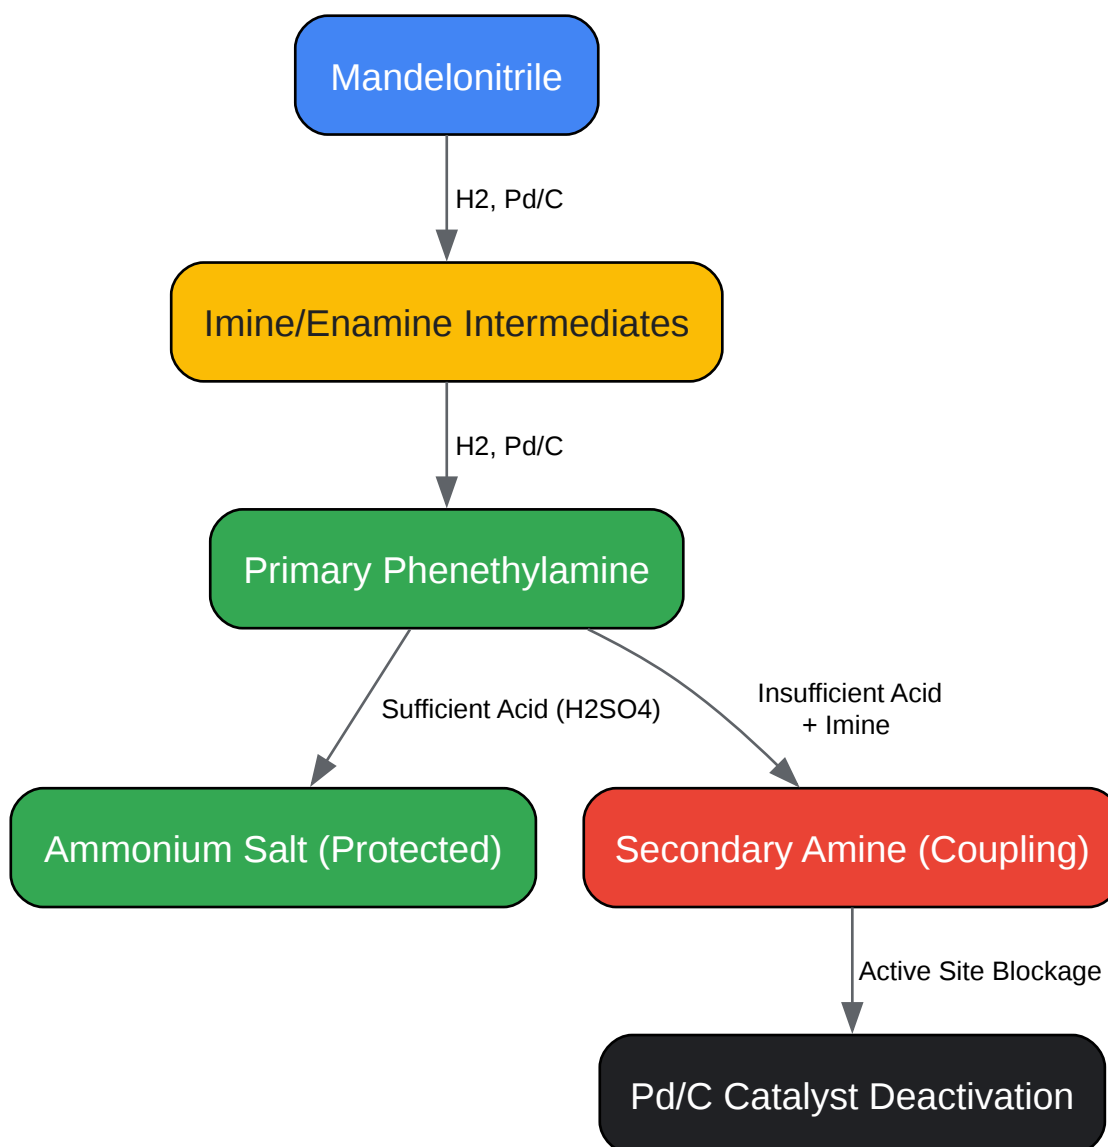 Mandelonitrile
H2, Pd/C
Imine/Enamine Intermediates
H2, Pd/C
Primary Phenethylamine
Sufficient Acid (H2SO4)
Insufficient Acid
+ Imine
Ammonium Salt (Protected)
Secondary Amine (Coupling)
Active Site Blockage
Pd/C Catalyst Deactivation